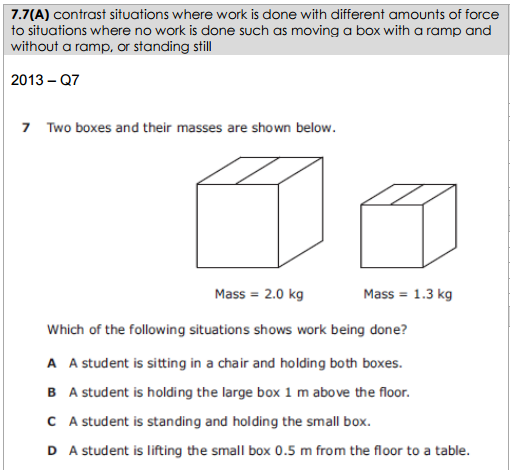 7.7(A) contrast situations where work is done with different amounts of force
to situations where no work is done such as moving a box with a ramp and
without a ramp, or standing still
2013 – Q7
7 Two boxes and their masses are shown below.
Mass = 2.0 kg Mass = 1.3 kg
Which of the following situations shows work being done?
A A student is sitting in a chair and holding both boxes.
B A student is holding the large box 1 m above the floor.
C A student is standing and holding the small box.
D A student is lifting the small box 0.5 m from the floor to a table.